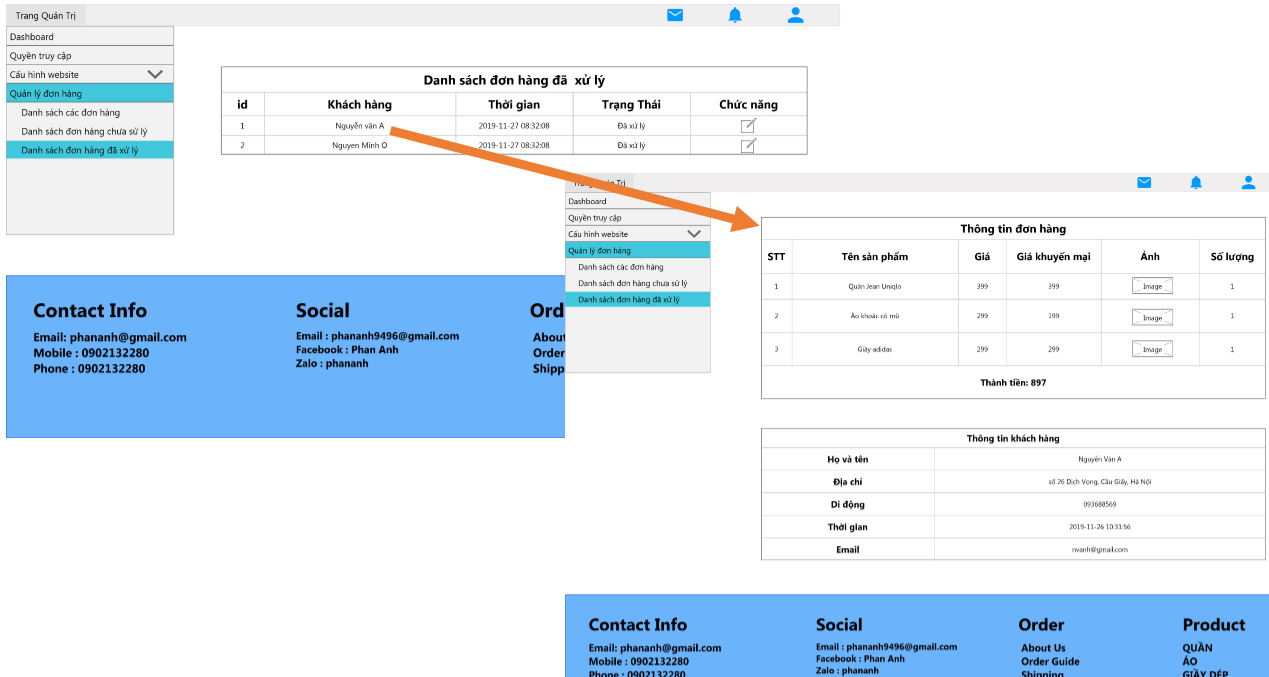 Trang Quản Trị
Dashboard
Quyền truy cập
Cấu hình website
Quản lý đơn hàng
Danh sách các đơn hàng
Danh sách đơn hàng chưa sử lý
Danh sách đơn hàng đã xử lý
Danh sách đơn hàng đã xử lý
id Khách hàng Thời gian Trạng Thái Chức năng
1 Nguyễn văn A 2019-11-27 08:32:08 Đã xử lý
2 Nguyen Minh O 2019-11-27 08:32:08 Đã xử lý
Contact Info
Email: phananh@gmail.com
Mobile : 0902132280
Phone : 0902132280
Social
Email : phananh9496@gmail.com
Facebook : Phan Anh
Zalo : phananh
Ord
About
Order
Shipp
Trang Quản Trị
Dashboard
Quyền truy cập
Cấu hình website
Quản lý đơn hàng
Danh sách các đơn hàng
Danh sách đơn hàng chưa sử lý
Danh sách đơn hàng đã xử lý
Thông tin đơn hàng
STT Tên sản phẩm Giá Giá khuyến mại Ảnh Số lượng
1 Quần Jean Uniqlo 399 399 Image 1
2 Áo khoác có mũ 299 199 Image 1
3 Giầy adidas 299 299 Image 1
Thành tiền: 897
Thông tin khách hàng
Họ và tên Nguyễn Văn A
Địa chỉ số 26 Dịch Vọng, Cầu Giấy, Hà Nội
Di động 093688569
Thời gian 2019-11-26 10:31:56
Email nvanh@gmail.com
Contact Info
Email: phananh@gmail.com
Mobile : 0902132280
Phone : 0902132280
Social
Email : phananh9496@gmail.com
Facebook : Phan Anh
Zalo : phananh
Order
About Us
Order Guide
Shipping
Product
QUẦN
ÁO
GIẦY DÉP